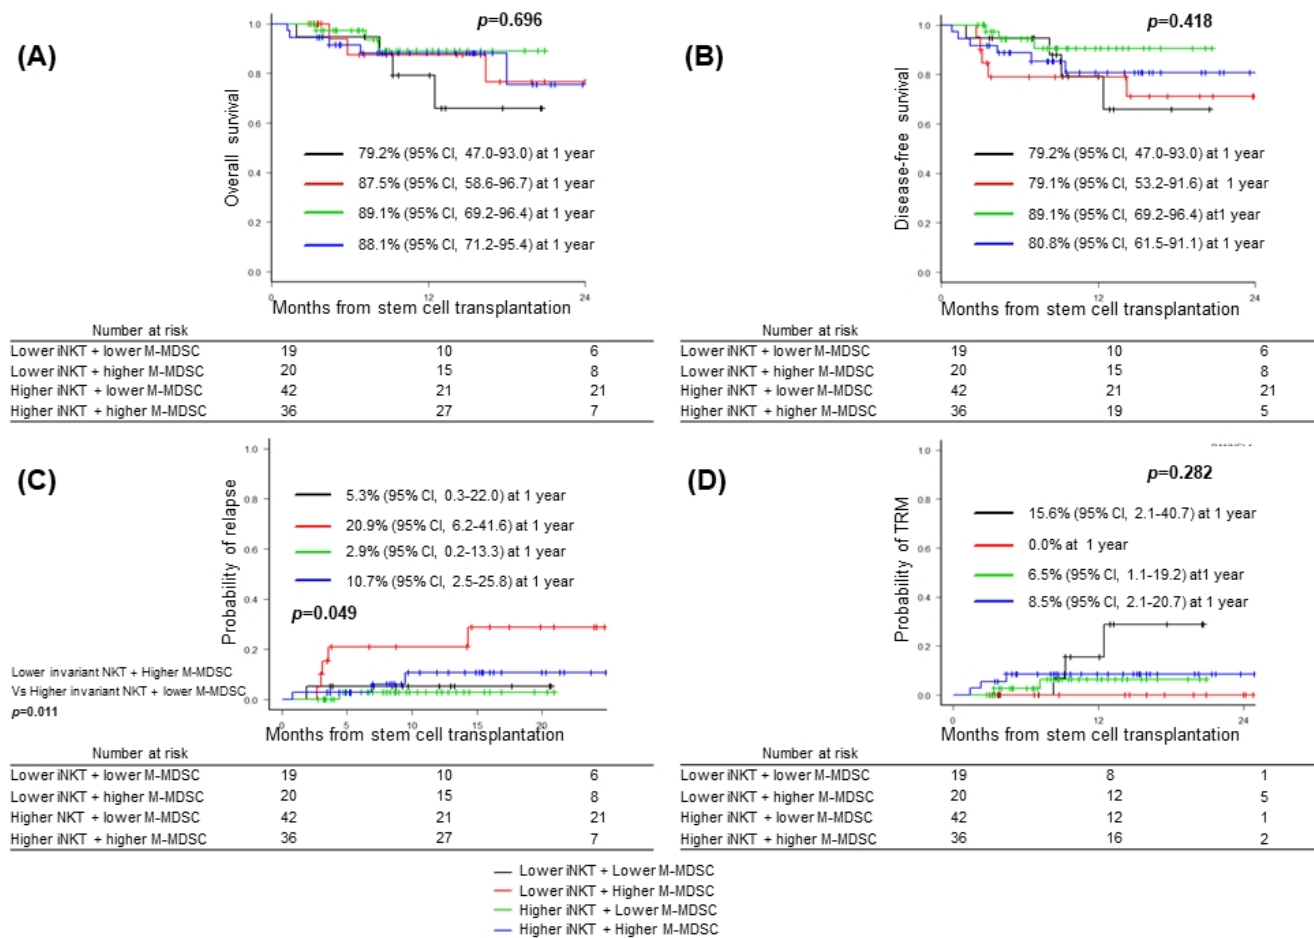 (A)
p=0.696
Overall survival
1.0
0.8
0.6
0.4
0.2
0.0
79.2% (95% CI, 47.0-93.0) at 1 year
87.5% (95% CI, 58.6-96.7) at 1 year
89.1% (95% CI, 69.2-96.4) at 1 year
88.1% (95% CI, 71.2-95.4) at 1 year
0 12 24
Months from stem cell transplantation
Number at risk
Lower iNKT + lower M-MDSC 19 10 6
Lower iNKT + higher M-MDSC 20 15 8
Higher iNKT + lower M-MDSC 42 21 21
Higher iNKT + higher M-MDSC 36 27 7
(B)
p=0.418
Disease-free survival
1.0
0.8
0.6
0.4
0.2
0.0
79.2% (95% CI, 47.0-93.0) at 1 year
79.1% (95% CI, 53.2-91.6) at 1 year
89.1% (95% CI, 69.2-96.4) at1 year
80.8% (95% CI, 61.5-91.1) at 1 year
0 12 24
Months from stem cell transplantation
Number at risk
Lower iNKT + lower M-MDSC 19 10 6
Lower iNKT + higher M-MDSC 20 15 8
Higher iNKT + lower M-MDSC 42 21 21
Higher iNKT + higher M-MDSC 36 19 5
(C)
Probability of relapse
1.0
0.8
0.6
0.4
0.2
0.0
5.3% (95% CI, 0.3-22.0) at 1 year
20.9% (95% CI, 6.2-41.6) at 1 year
2.9% (95% CI, 0.2-13.3) at 1 year
10.7% (95% CI, 2.5-25.8) at 1 year
p=0.049
Lower invariant NKT + Higher M-MDSC
Vs Higher invariant NKT + lower M-MDSC
p=0.011
0 5 10 15 20
Months from stem cell transplantation
Number at risk
Lower iNKT + lower M-MDSC 19 10 6
Lower iNKT + higher M-MDSC 20 15 8
Higher NKT + lower M-MDSC 42 21 21
Higher iNKT + higher M-MDSC 36 27 7
(D)
p=0.282
Probability of TRM
1.0
0.8
0.6
0.4
0.2
0.0
15.6% (95% CI, 2.1-40.7) at 1 year
0.0% at 1 year
6.5% (95% CI, 1.1-19.2) at1 year
8.5% (95% CI, 2.1-20.7) at 1 year
0 12 24
Months from stem cell transplantation
Number at risk
Lower iNKT + lower M-MDSC 19 8 1
Lower iNKT + higher M-MDSC 20 12 5
Higher iNKT + lower M-MDSC 42 12 1
Higher iNKT + higher M-MDSC 36 16 2
Lower iNKT + Lower M-MDSC
Lower iNKT + Higher M-MDSC
Higher iNKT + Lower M-MDSC
Higher iNKT + Higher M-MDSC